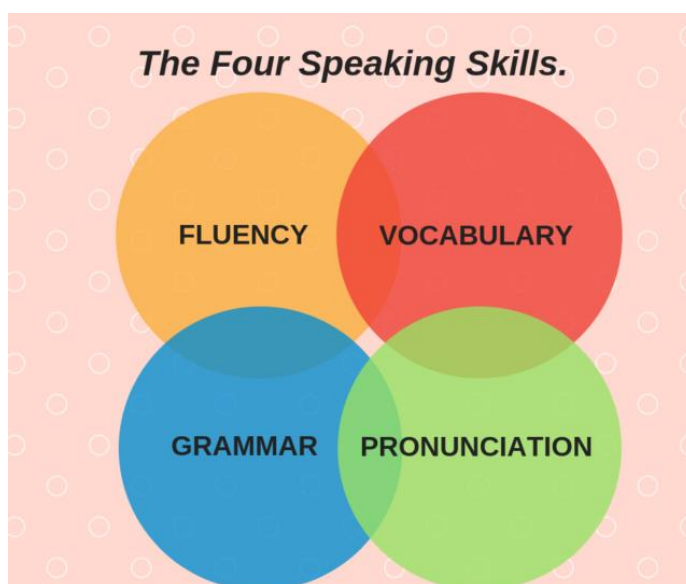 The Four Speaking Skills.
FLUENCY
VOCABULARY
GRAMMAR
PRONUNCIATION